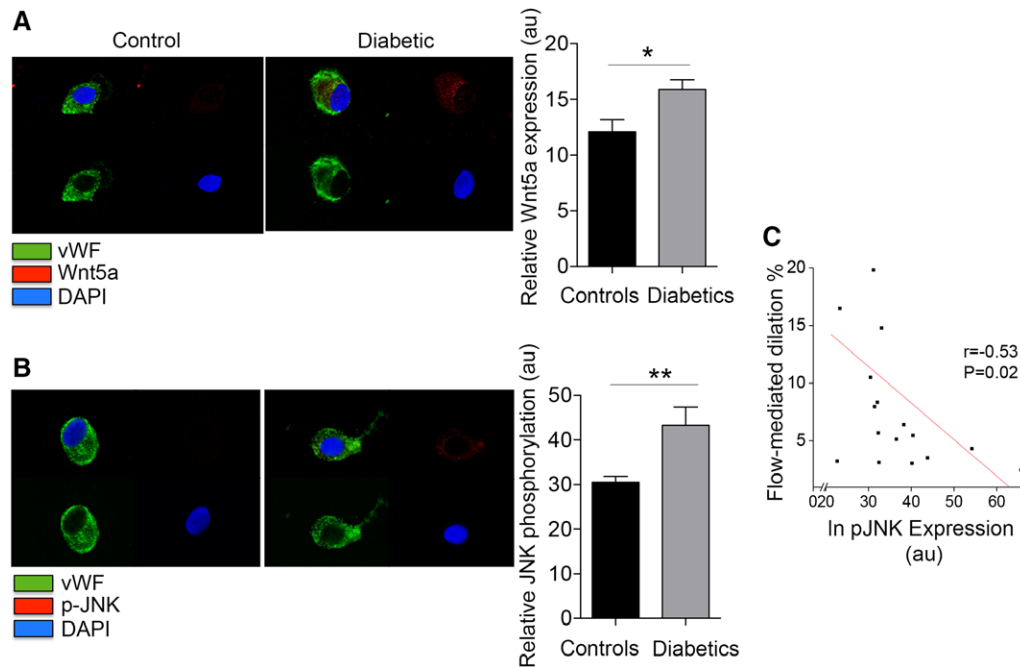 A
Control
Diabetic
vWF
Wnt5a
DAPI
Relative Wnt5a expression (au)
20
15
10
5
0
*
Controls
Diabetics
B
vWF
p-JNK
DAPI
Relative JNK phosphorylation (au)
50
40
30
20
10
0
**
Controls
Diabetics
C
Flow-mediated dilation %
20
15
10
5
r=-0.53
P=0.02
0 20 30 40 50 60
ln pJNK Expression
(au)